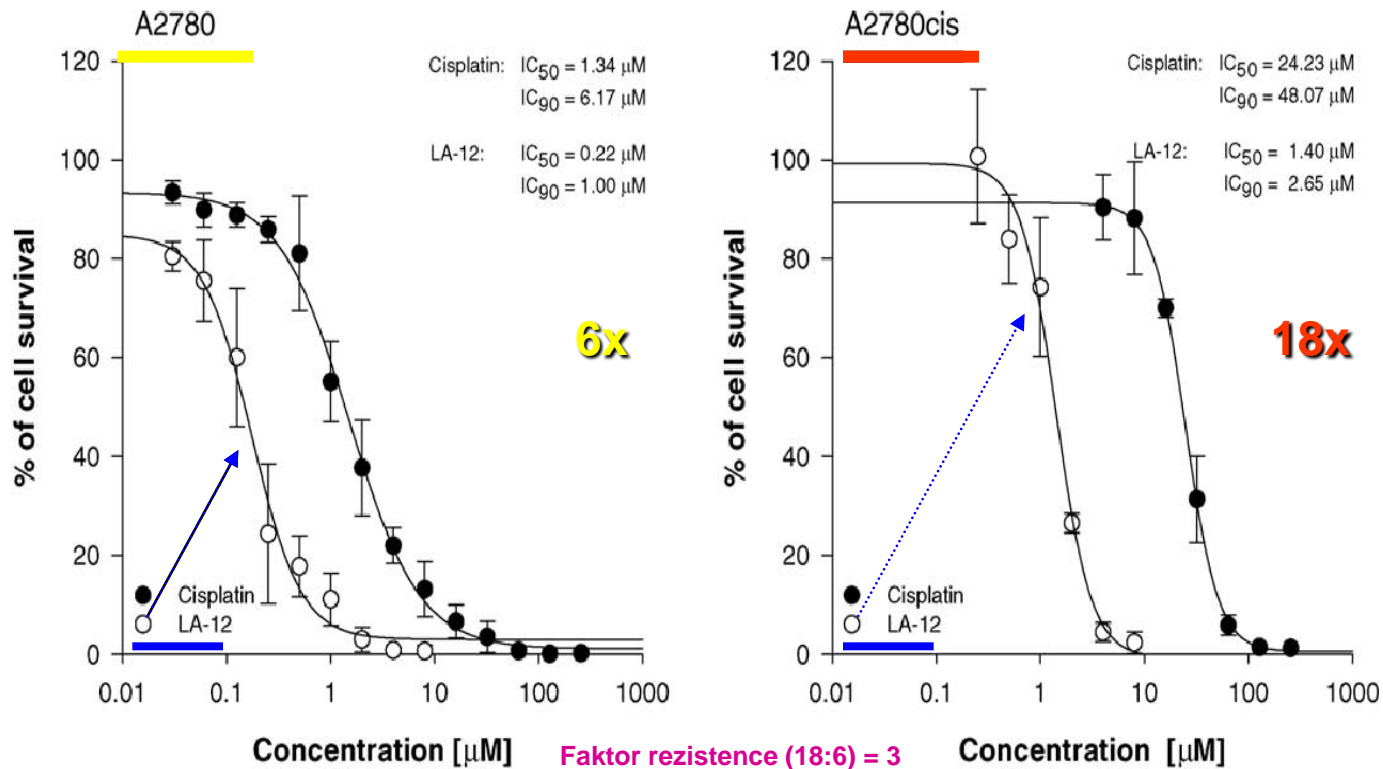 A2780
Cisplatin: IC50 = 1.34 µM
IC90 = 6.17 µM
LA-12: IC50 = 0.22 µM
IC90 = 1.00 µM
120
100
80
60
40
20
0
% of cell survival
6x
Cisplatin
LA-12
0.01 0.1 1 10 100 1000
Concentration [µM]
A2780cis
Cisplatin: IC50 = 24.23 µM
IC90 = 48.07 µM
LA-12: IC50 = 1.40 µM
IC90 = 2.65 µM
120
100
80
60
40
20
0
% of cell survival
18x
Cisplatin
LA-12
0.01 0.1 1 10 100 1000
Concentration [µM]
Faktor rezistence (18:6) = 3